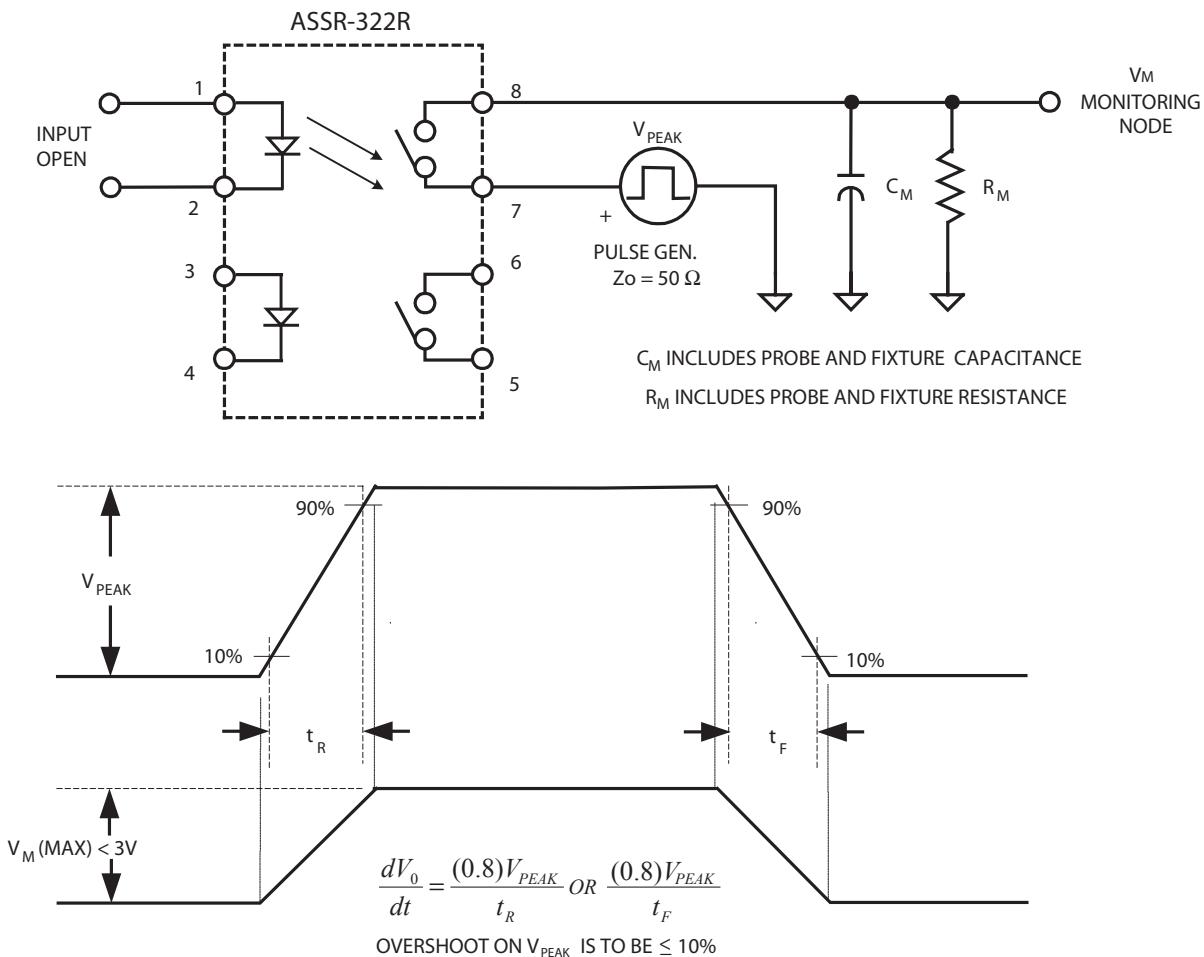 ASSR-322R
1
8
INPUT
OPEN
V_PEAK
V_M
MONITORING
NODE
2
7
+
C_M
R_M
3
6
PULSE GEN.
Zo = 50 Ω
4
5
C_M INCLUDES PROBE AND FIXTURE CAPACITANCE
R_M INCLUDES PROBE AND FIXTURE RESISTANCE
90%
90%
V_PEAK
10%
10%
t_R
t_F
V_M (MAX) < 3V
dV_0/dt = (0.8)V_PEAK/t_R OR (0.8)V_PEAK/t_F
OVERSHOOT ON V_PEAK IS TO BE ≤ 10%